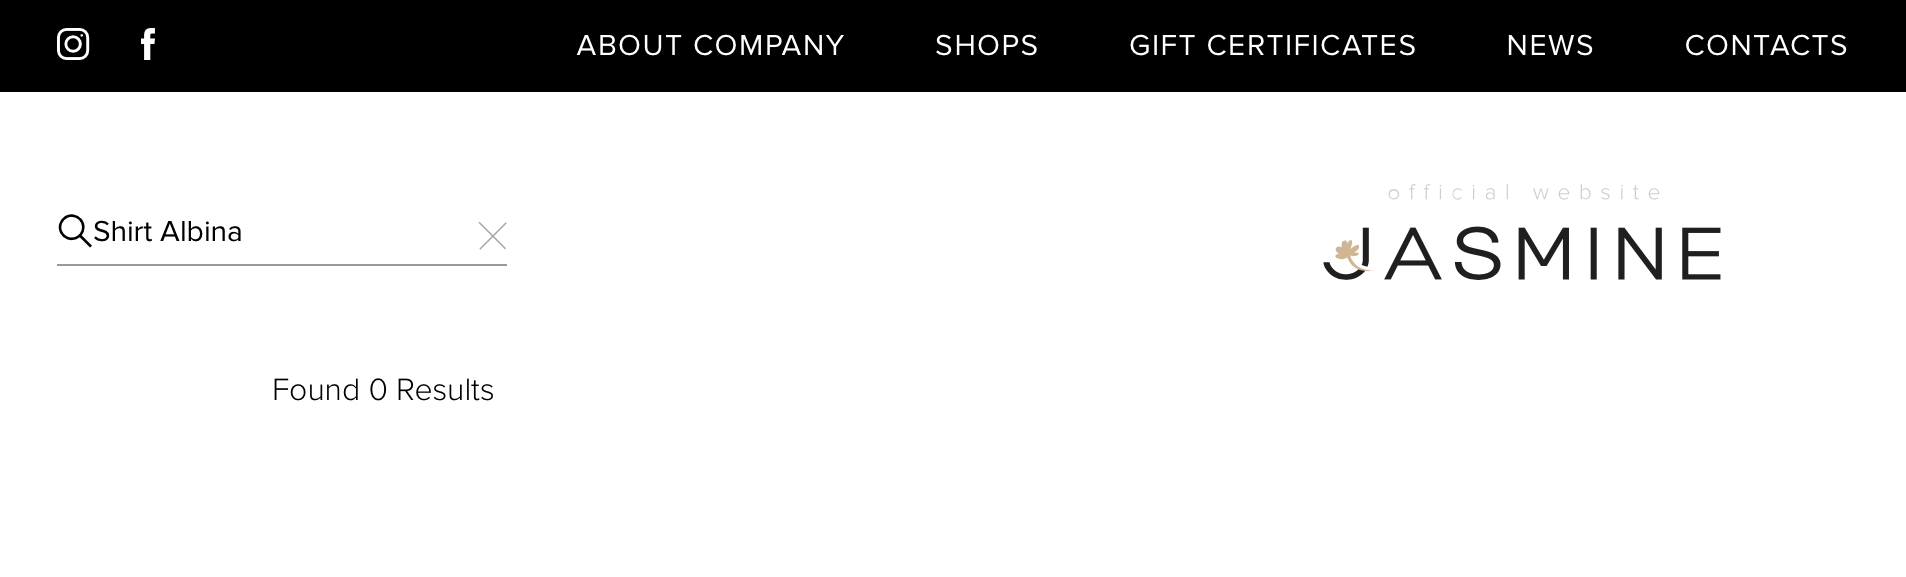 ABOUT COMPANY SHOPS GIFT CERTIFICATES NEWS CONTACTS
official website
Shirt Albina
JASMINE
Found 0 Results